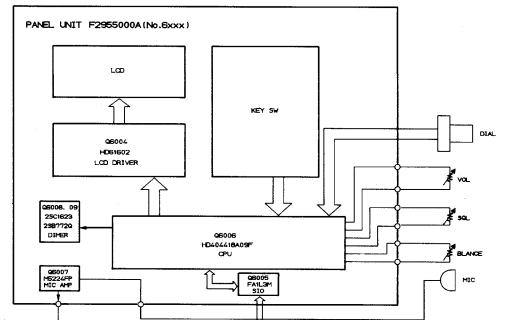 PANEL UNIT F2955000A(No.6xxx)
LCD
KEY SW
Q6004
HD61602
LCD DRIVER
DIAL
VOL
Q6008, 09
2SC1623
2SB772Q
DIMER
Q6006
HD404418A09F
CPU
SQL
BLANCE
Q6007
M5224FP
MIC AMP
Q6005
FA1L3M
SIO
MIC